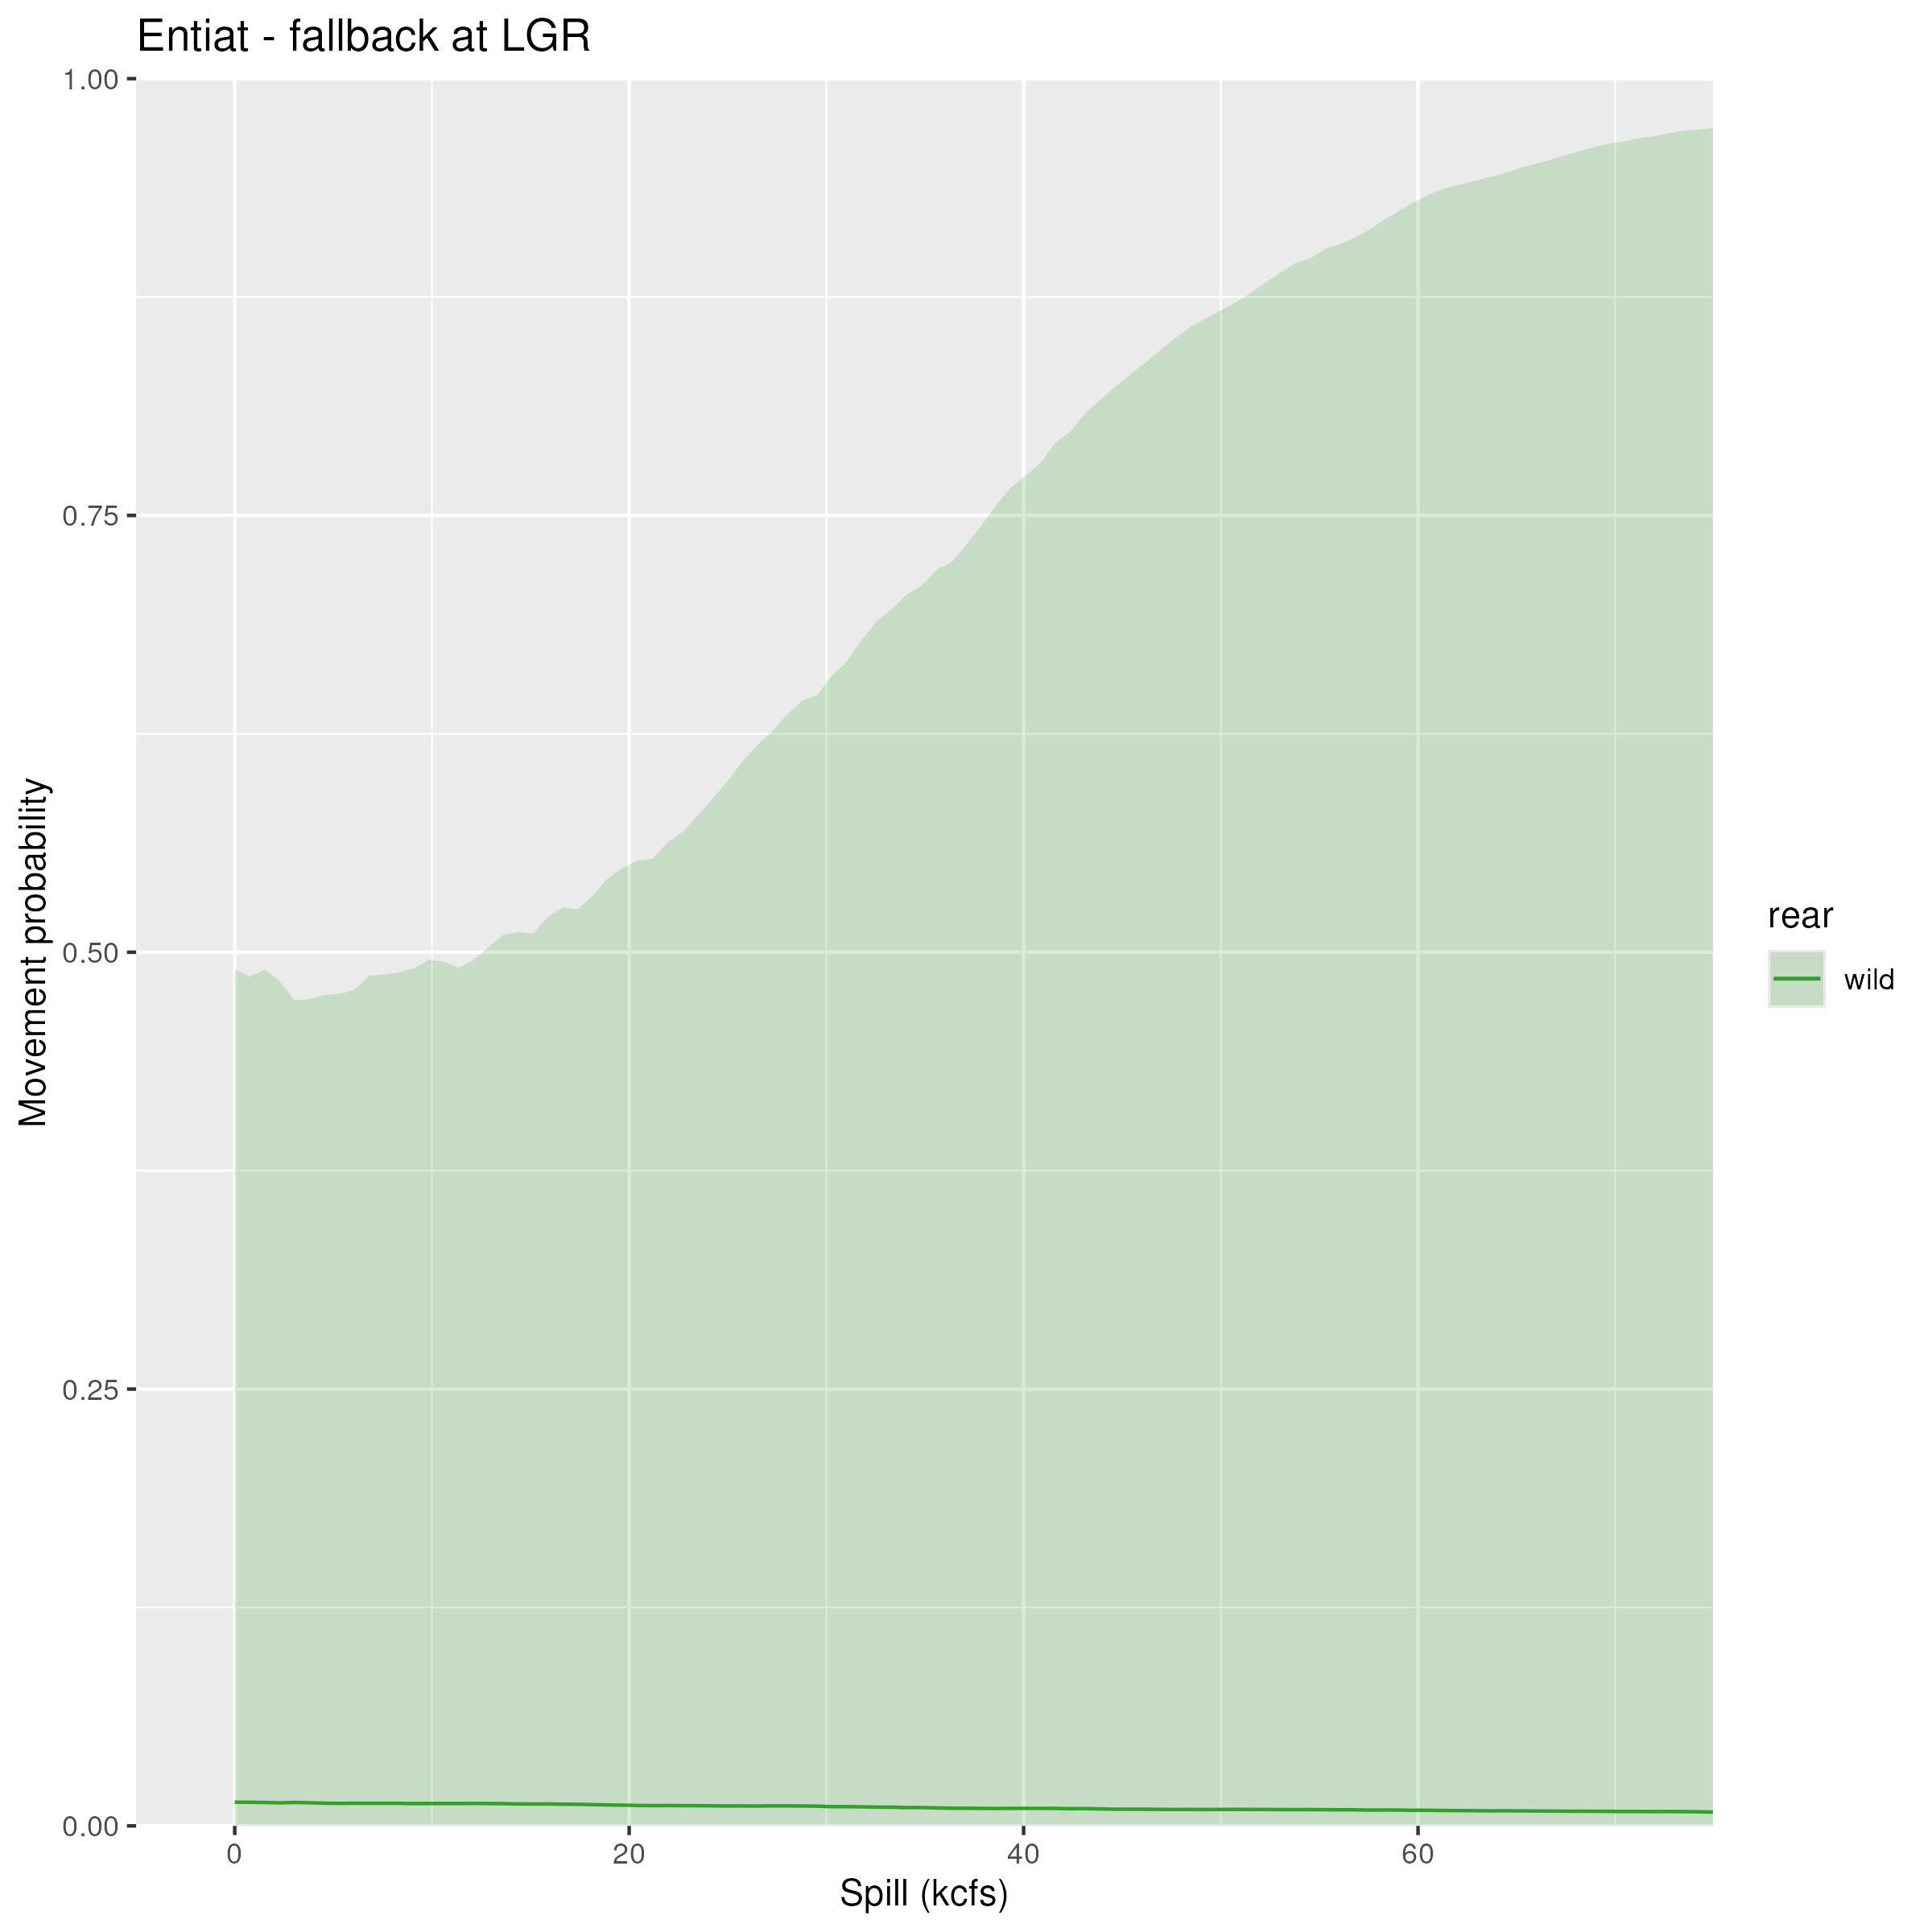 Entiat - fallback at LGR
1.00
0.75
0.50
0.25
0.00
Movement probability
0
20
40
60
Spill (kcfs)
rear
wild